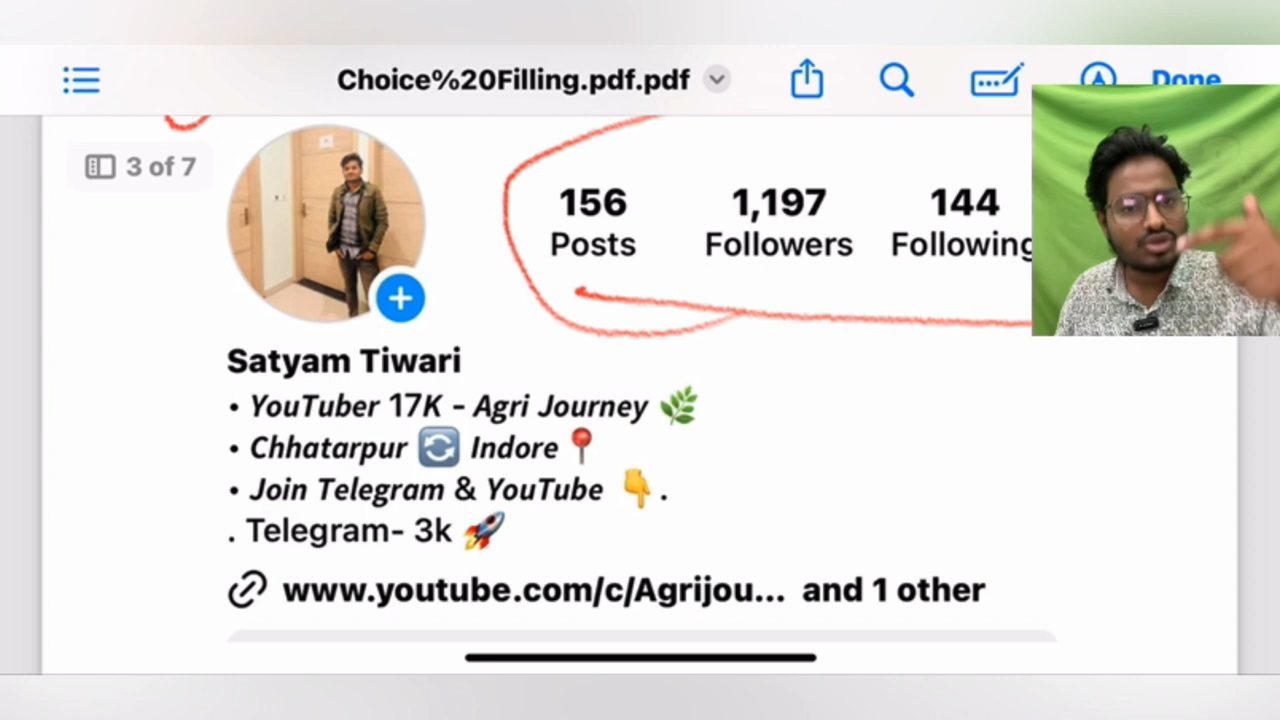 Choice%20Filling.pdf.pdf
Done
3 of 7
156 1,197 144
Posts Followers Following
Satyam Tiwari
• YouTuber 17K - Agri Journey 🌿
• Chhatarpur 🔄 Indore 📍
• Join Telegram & YouTube 👇 .
. Telegram- 3k 🚀
www.youtube.com/c/Agrijou... and 1 other